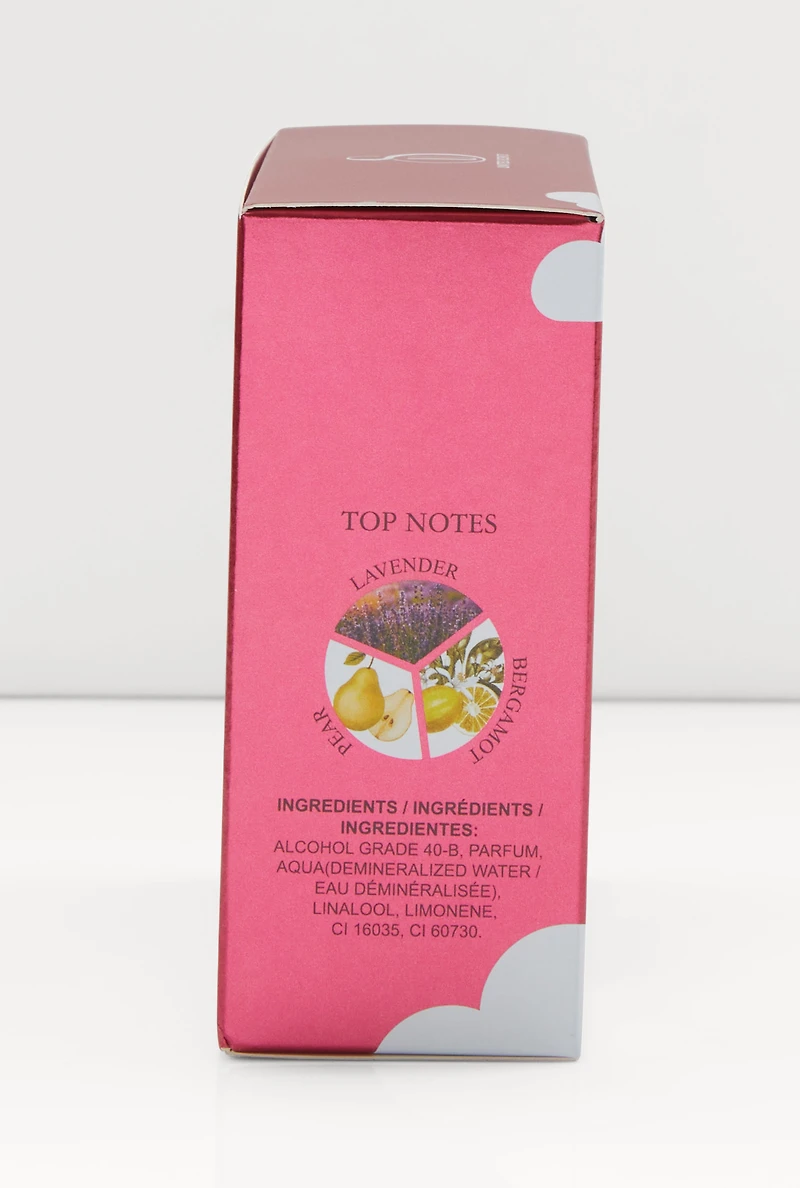 TOP NOTES
LAVENDER
BERGAMOT
PEAR
INGREDIENTS / INGRÉDIENTS /
INGREDIENTES:
ALCOHOL GRADE 40-B, PARFUM,
AQUA(DEMINERALIZED WATER /
EAU DÉMINÉRALISÉE),
LINALOOL, LIMONENE,
CI 16035, CI 60730.